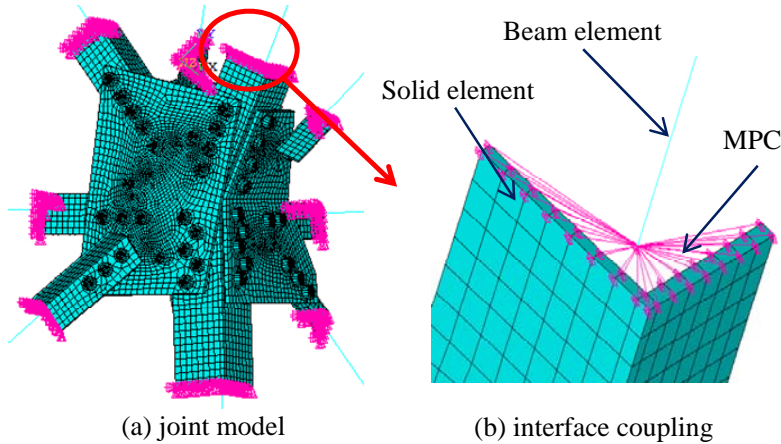 Beam element
Solid element
MPC
(a) joint model
(b) interface coupling